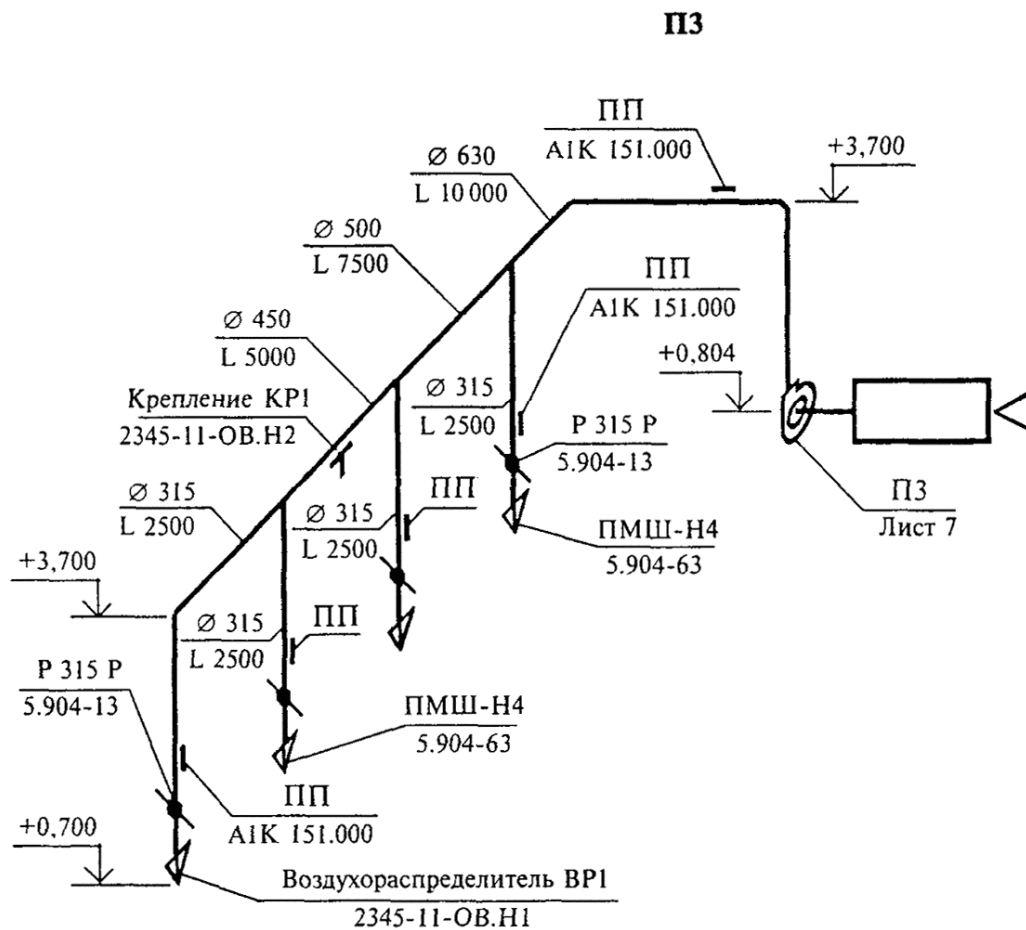 П3
ПП
А1К 151.000
+3,700
Ø 630
L 10 000
Ø 500
L 7500
ПП
А1К 151.000
Ø 450
L 5000
+0,804
Крепление КР1
2345-11-ОВ.Н2
Ø 315
L 2500
Р 315 Р
5.904-13
П3
Лист 7
Ø 315
L 2500
ПП
Ø 315
L 2500
ПМШ-Н4
5.904-63
+3,700
Ø 315
L 2500
ПП
Р 315 Р
5.904-13
ПМШ-Н4
5.904-63
ПП
А1К 151.000
+0,700
Воздухораспределитель ВР1
2345-11-ОВ.Н1